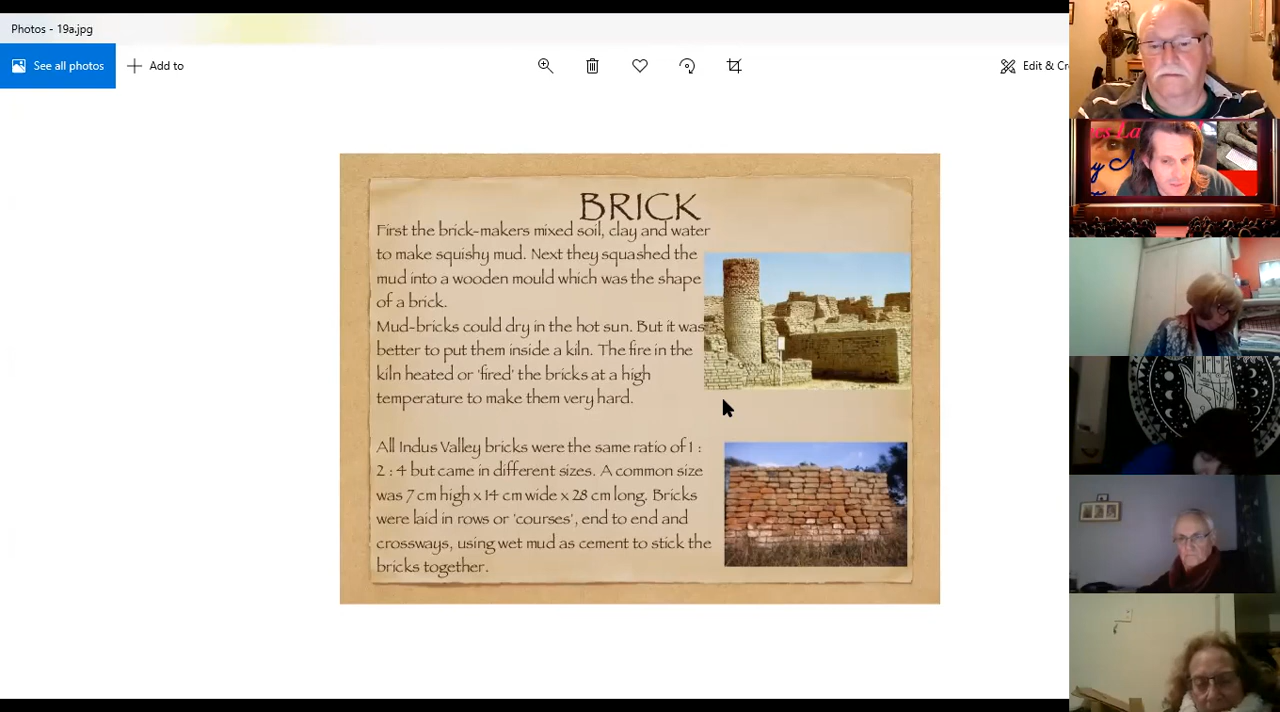 Photos - 19a.jpg
See all photos
Add to
Edit & Cr
BRICK
First the brick-makers mixed soil, clay and water
to make squishy mud. Next they squashed the
mud into a wooden mould which was the shape
of a brick.
Mud-bricks could dry in the hot sun. But it was
better to put them inside a kiln. The fire in the
kiln heated or 'fired' the bricks at a high
temperature to make them very hard.
All Indus Valley bricks were the same ratio of 1 :
2 : 4 but came in different sizes. A common size
was 7 cm high x 14 cm wide x 28 cm long. Bricks
were laid in rows or 'courses', end to end and
crossways, using wet mud as cement to stick the
bricks together.